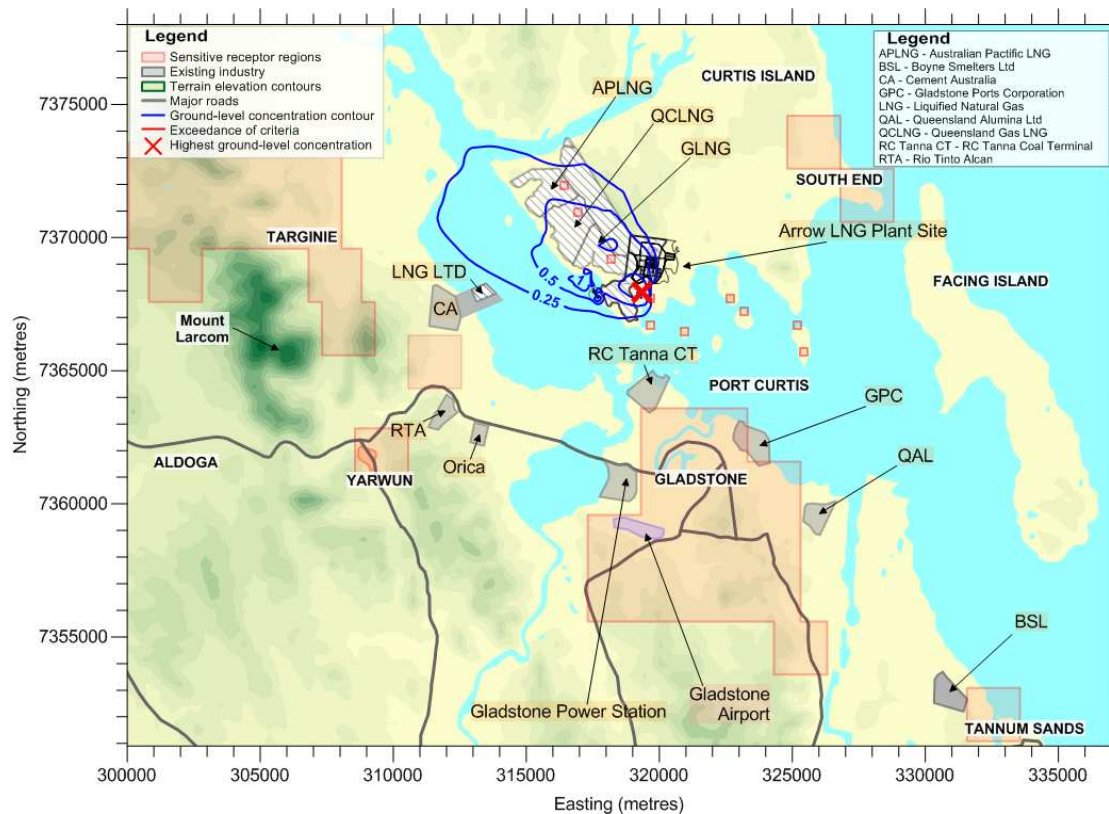 Legend
Sensitive receptor regions
Existing industry
Terrain elevation contours
Major roads
Ground-level concentration contour
Exceedance of criteria
Highest ground-level concentration
Legend
APLNG - Australian Pactific LNG
BSL - Boyne Smelters Ltd
CA - Cement Australia
GPC - Gladstone Ports Corporation
LNG - Liquified Natural Gas
QAL - Queensland Alumina Ltd
QCLNG - Queensland Gas LNG
RC Tanna CT - RC Tanna Coal Terminal
RTA - Rio Tinto Alcan
CURTIS ISLAND
APLNG
QCLNG
GLNG
SOUTH END
TARGINIE
Arrow LNG Plant Site
LNG LTD
CA
0.5
0.25
1
FACING ISLAND
Mount
Larcom
RC Tanna CT
PORT CURTIS
GPC
RTA
Orica
ALDOGA
YARWUN
GLADSTONE
QAL
BSL
Gladstone Power Station
Gladstone
Airport
TANNUM SANDS
7375000
7370000
7365000
7360000
7355000
Northing (metres)
300000 305000 310000 315000 320000 325000 330000 335000
Easting (metres)